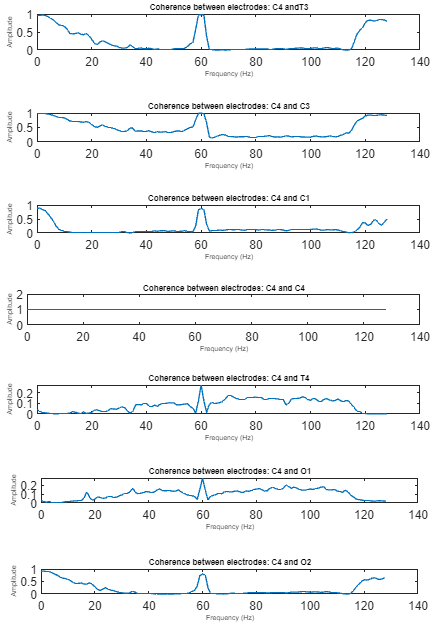 Coherence between electrodes: C4 andT3
Amplitude
1
0.5
0
0 20 40 60 80 100 120 140
Frequency (Hz)
Coherence between electrodes: C4 and C3
Amplitude
1
0.5
0
0 20 40 60 80 100 120 140
Frequency (Hz)
Coherence between electrodes: C4 and C1
Amplitude
1
0.5
0
0 20 40 60 80 100 120 140
Frequency (Hz)
Coherence between electrodes: C4 and C4
Amplitude
2
1
0
0 20 40 60 80 100 120 140
Frequency (Hz)
Coherence between electrodes: C4 and T4
Amplitude
0.2
0.1
0
0 20 40 60 80 100 120 140
Frequency (Hz)
Coherence between electrodes: C4 and O1
Amplitude
0.2
0.1
0
0 20 40 60 80 100 120 140
Frequency (Hz)
Coherence between electrodes: C4 and O2
Amplitude
1
0.5
0
0 20 40 60 80 100 120 140
Frequency (Hz)